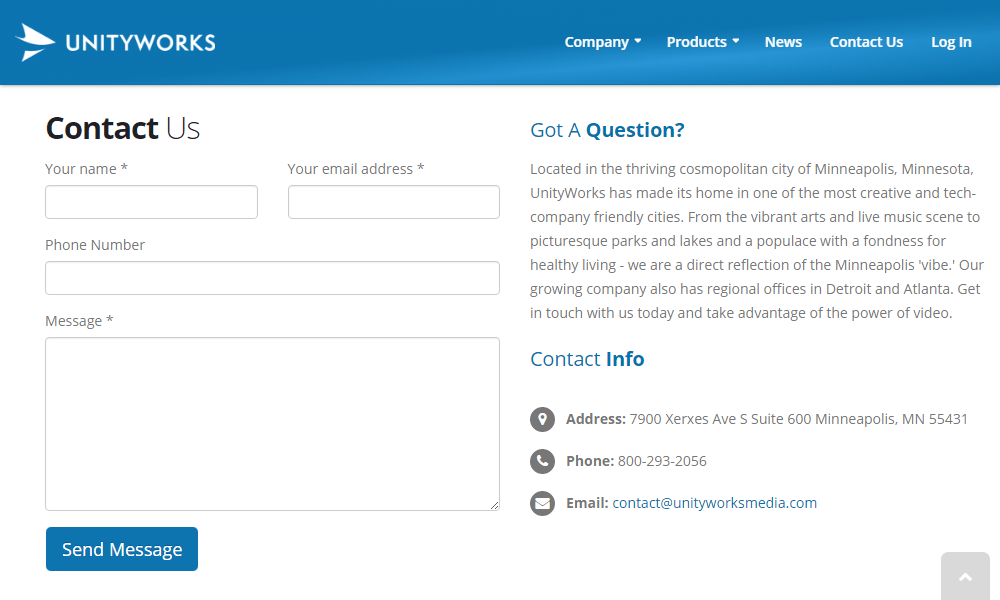 UNITYWORKS
Company Products News Contact Us Log In
Contact Us
Your name * Your email address *
Phone Number
Message *
Send Message
Got A Question?
Located in the thriving cosmopolitan city of Minneapolis, Minnesota,
UnityWorks has made its home in one of the most creative and tech-
company friendly cities. From the vibrant arts and live music scene to
picturesque parks and lakes and a populace with a fondness for
healthy living - we are a direct reflection of the Minneapolis 'vibe.' Our
growing company also has regional offices in Detroit and Atlanta. Get
in touch with us today and take advantage of the power of video.
Contact Info
Address: 7900 Xerxes Ave S Suite 600 Minneapolis, MN 55431
Phone: 800-293-2056
Email: contact@unityworksmedia.com